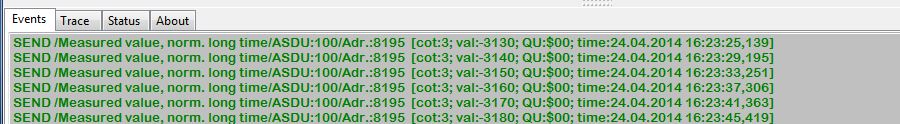 Events Trace Status About
SEND /Measured value, norm. long time/ASDU:100/Adr.:8195 [cot:3; val:-3130; QU:$00; time:24.04.2014 16:23:25,139]
SEND /Measured value, norm. long time/ASDU:100/Adr.:8195 [cot:3; val:-3140; QU:$00; time:24.04.2014 16:23:29,195]
SEND /Measured value, norm. long time/ASDU:100/Adr.:8195 [cot:3; val:-3150; QU:$00; time:24.04.2014 16:23:33,251]
SEND /Measured value, norm. long time/ASDU:100/Adr.:8195 [cot:3; val:-3160; QU:$00; time:24.04.2014 16:23:37,306]
SEND /Measured value, norm. long time/ASDU:100/Adr.:8195 [cot:3; val:-3170; QU:$00; time:24.04.2014 16:23:41,363]
SEND /Measured value, norm. long time/ASDU:100/Adr.:8195 [cot:3; val:-3180; QU:$00; time:24.04.2014 16:23:45,419]